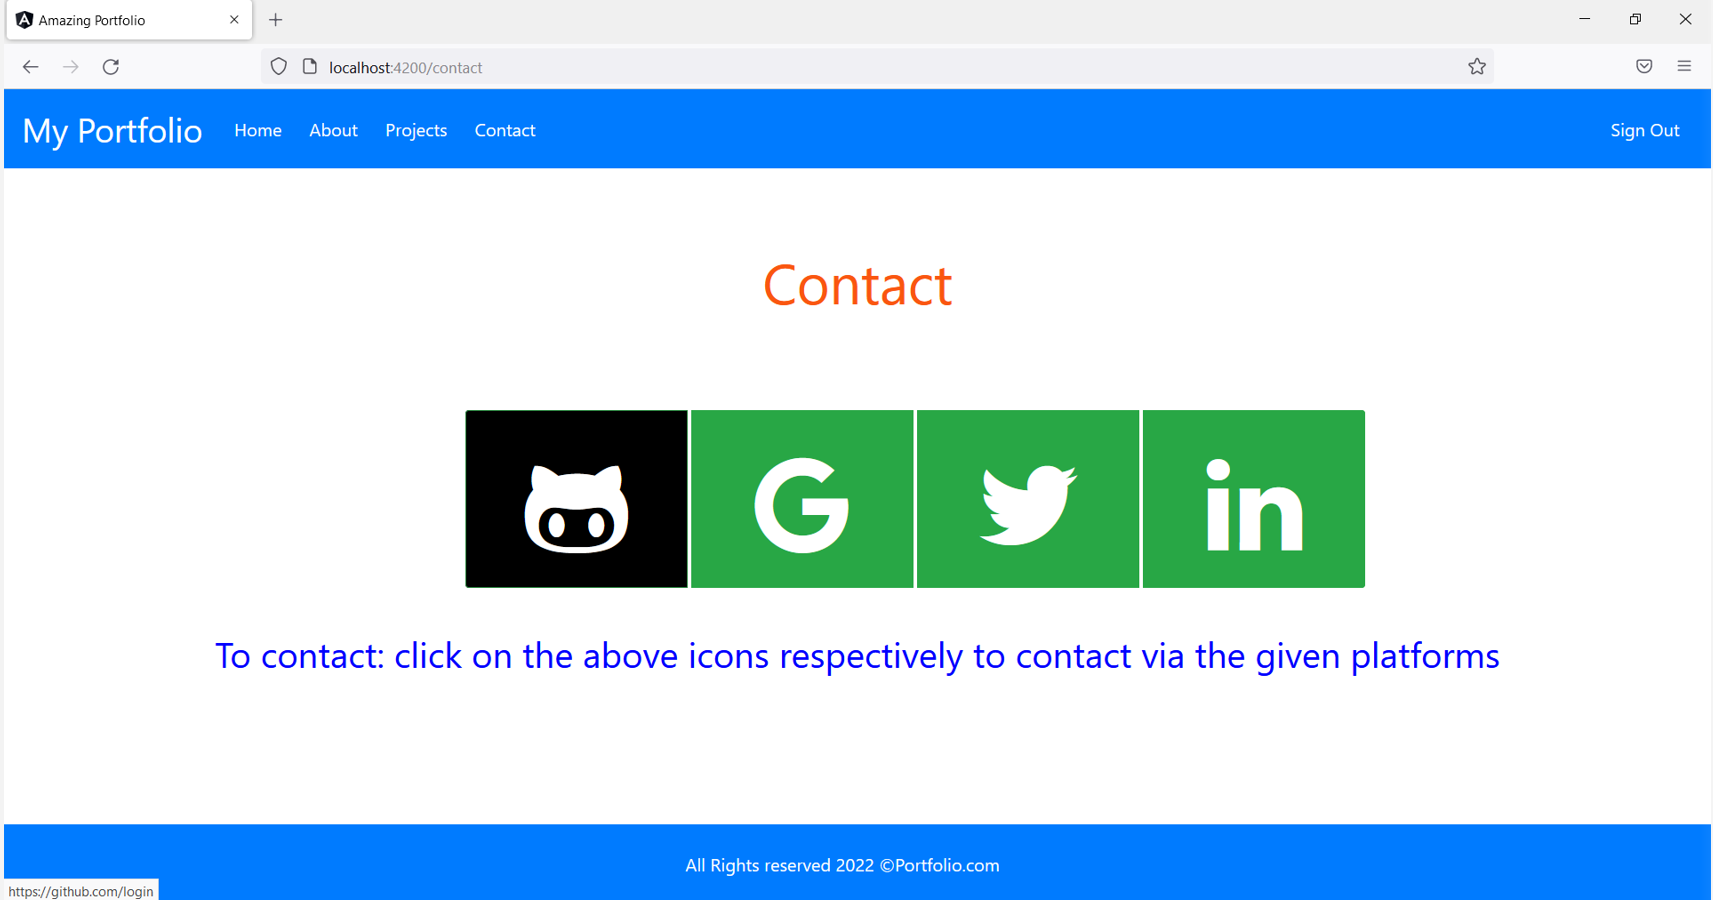 Amazing Portfolio
localhost:4200/contact
My Portfolio Home About Projects Contact Sign Out
Contact
G in
To contact: click on the above icons respectively to contact via the given platforms
All Rights reserved 2022 ©Portfolio.com
https://github.com/login